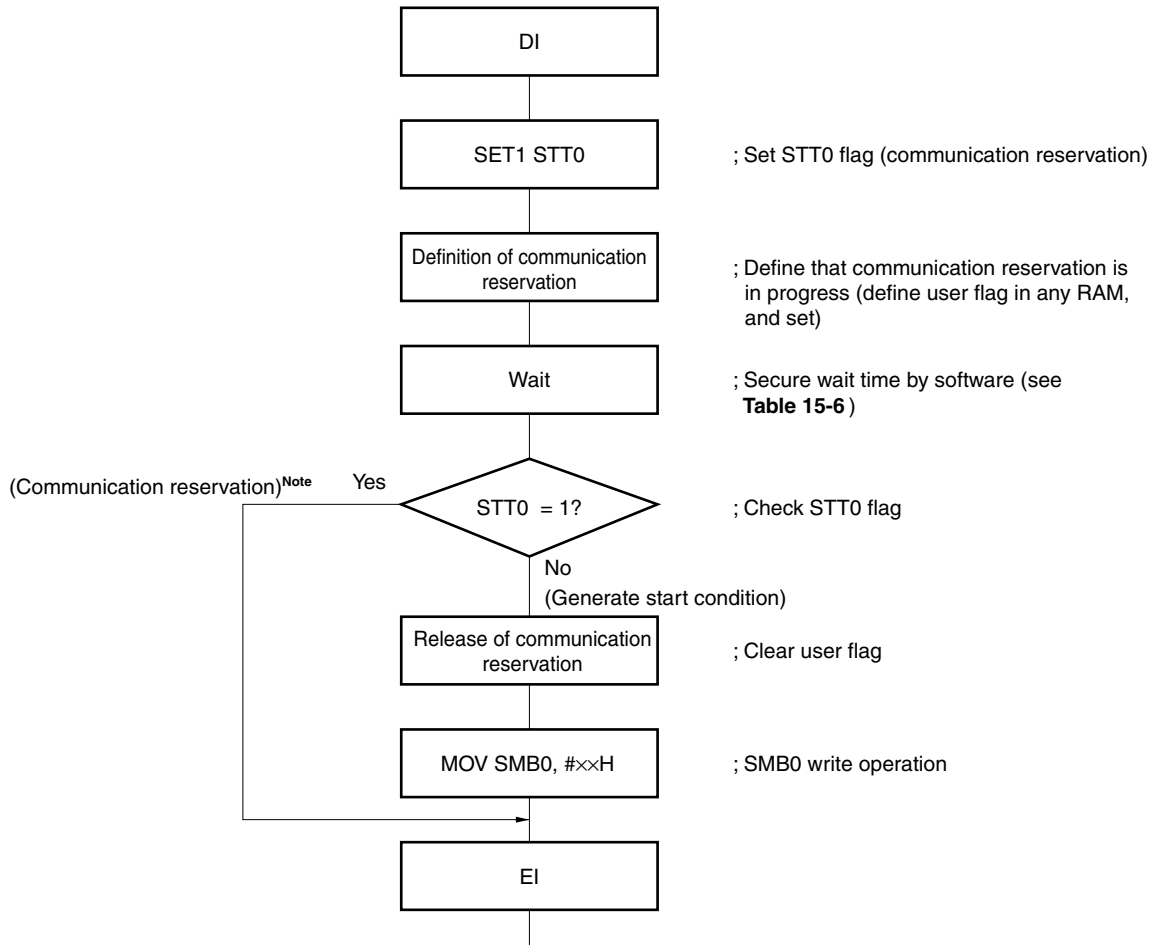 DI
SET1 STT0
; Set STT0 flag (communication reservation)
Definition of communication
reservation
; Define that communication reservation is
in progress (define user flag in any RAM,
and set)
Wait
; Secure wait time by software (see
Table 15-6 )
(Communication reservation)Note
Yes
STT0 = 1?
; Check STT0 flag
No
(Generate start condition)
Release of communication
reservation
; Clear user flag
MOV SMB0, #××H
; SMB0 write operation
EI